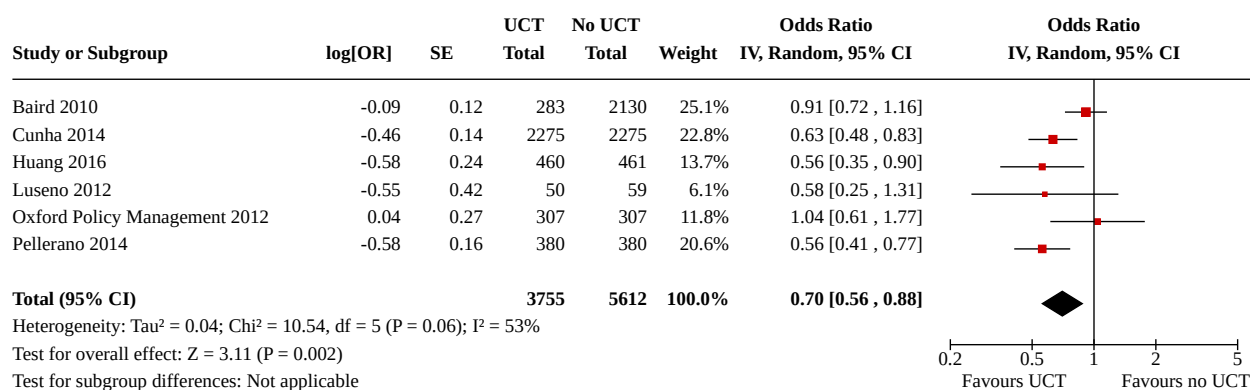 UCT No UCT Odds Ratio Odds Ratio
Study or Subgroup log[OR] SE Total Total Weight IV, Random, 95% CI IV, Random, 95% CI
Baird 2010 -0.09 0.12 283 2130 25.1% 0.91 [0.72 , 1.16]
Cunha 2014 -0.46 0.14 2275 2275 22.8% 0.63 [0.48 , 0.83]
Huang 2016 -0.58 0.24 460 461 13.7% 0.56 [0.35 , 0.90]
Luseno 2012 -0.55 0.42 50 59 6.1% 0.58 [0.25 , 1.31]
Oxford Policy Management 2012 0.04 0.27 307 307 11.8% 1.04 [0.61 , 1.77]
Pellerano 2014 -0.58 0.16 380 380 20.6% 0.56 [0.41 , 0.77]
Total (95% CI) 3755 5612 100.0% 0.70 [0.56 , 0.88]
Heterogeneity: Tau² = 0.04; Chi² = 10.54, df = 5 (P = 0.06); I² = 53%
Test for overall effect: Z = 3.11 (P = 0.002)
0.2 0.5 1 2 5
Test for subgroup differences: Not applicable
Favours UCT Favours no UCT